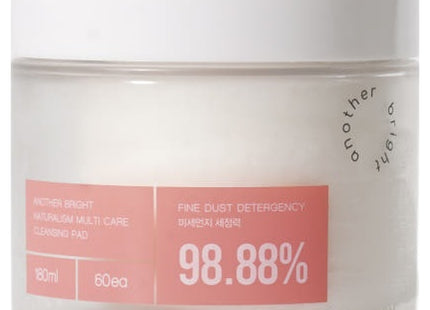 another bright
ANOTHER BRIGHT
NATURALISM MULTI CARE
CLEANSING PAD
180ml
60ea
FINE DUST DETERGENCY
미세먼지 세정력
98.88%